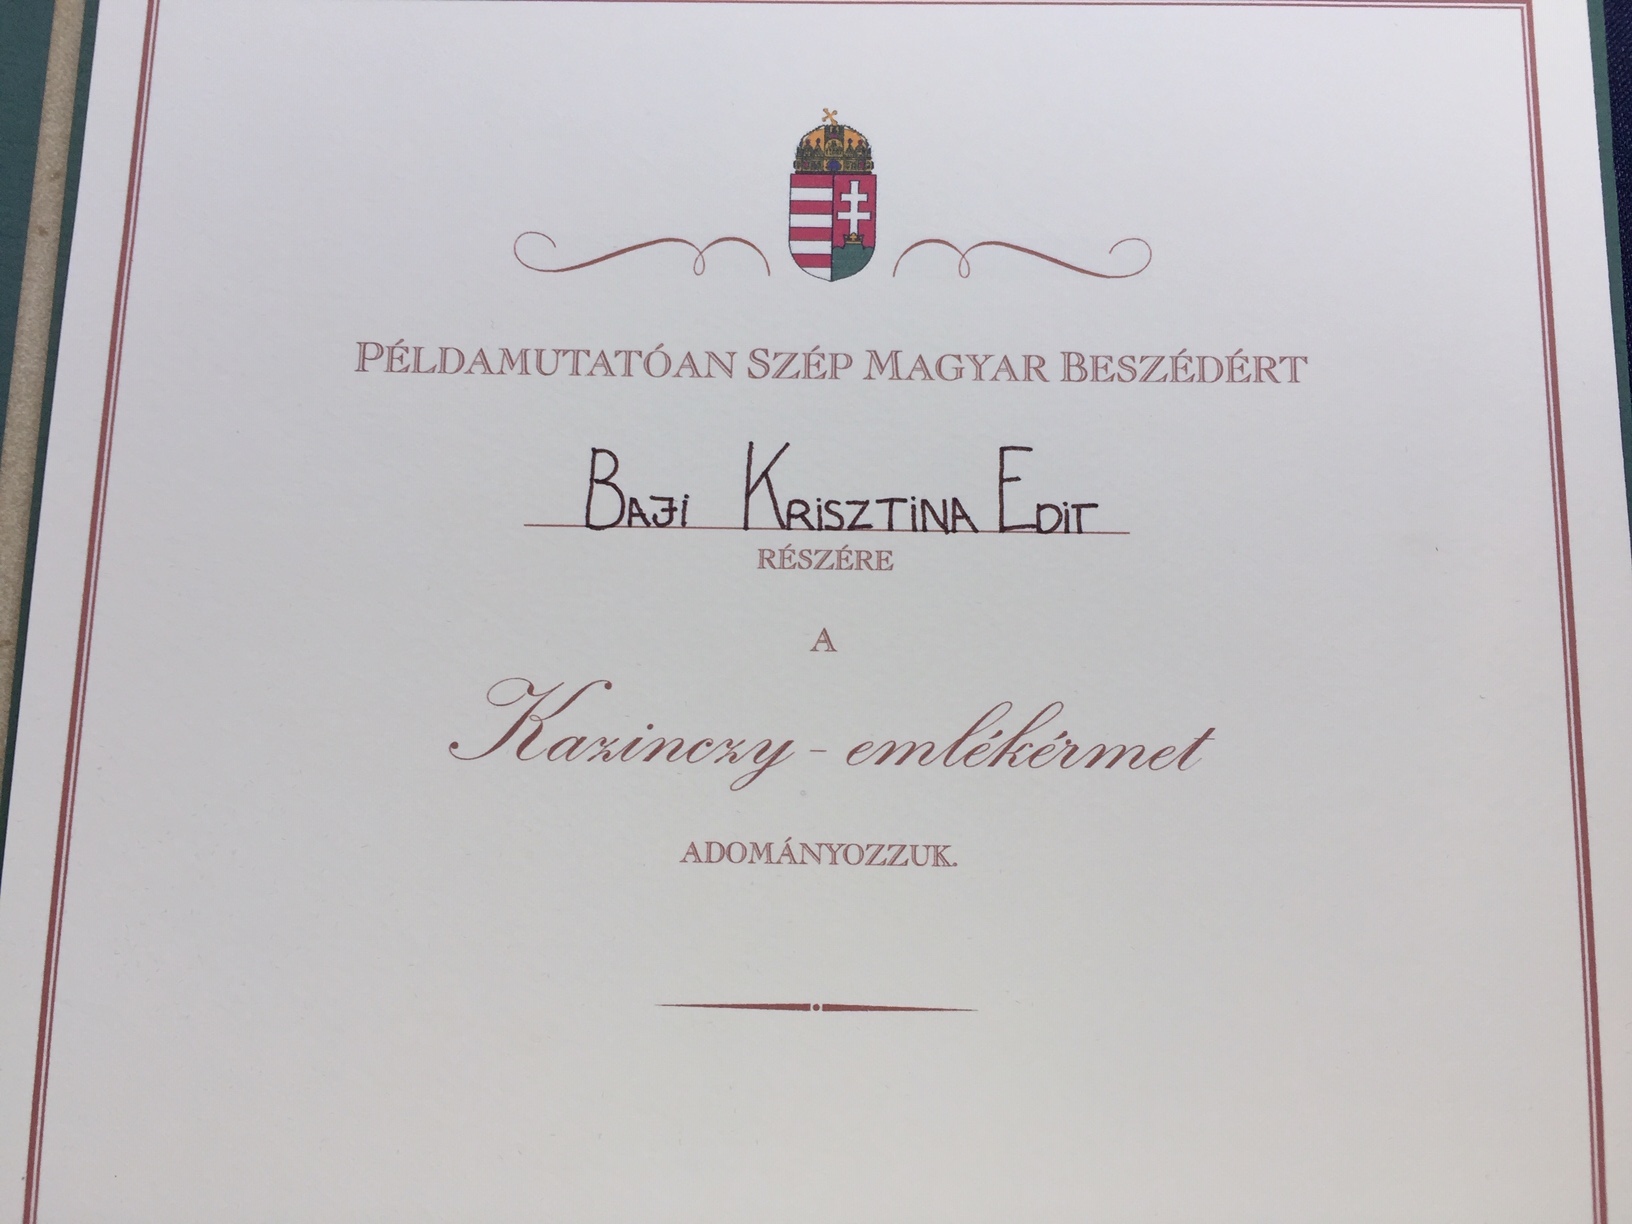 PÉLDAMUTATÓAN SZÉP MAGYAR BESZÉDÉRT
BAJI KRISZTINA EDIT
RÉSZÉRE
A
Kazinczy - emlékérmet
ADOMÁNYOZZUK.